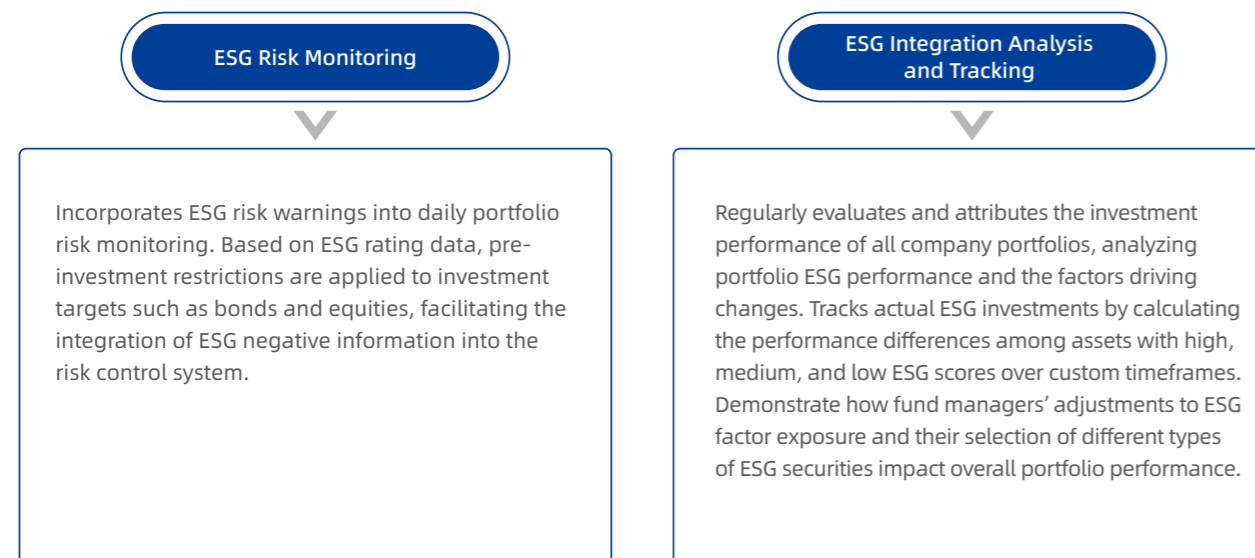 ESG Risk Monitoring
Incorporates ESG risk warnings into daily portfolio
risk monitoring. Based on ESG rating data, pre-
investment restrictions are applied to investment
targets such as bonds and equities, facilitating the
integration of ESG negative information into the
risk control system.
ESG Integration Analysis
and Tracking
Regularly evaluates and attributes the investment
performance of all company portfolios, analyzing
portfolio ESG performance and the factors driving
changes. Tracks actual ESG investments by calculating
the performance differences among assets with high,
medium, and low ESG scores over custom timeframes.
Demonstrate how fund managers’ adjustments to ESG
factor exposure and their selection of different types
of ESG securities impact overall portfolio performance.